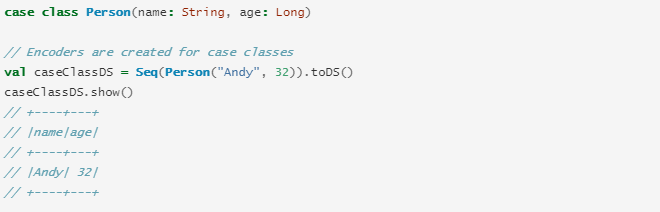 case class Person(name: String, age: Long)
// Encoders are created for case classes
val caseClassDS = Seq(Person("Andy", 32)).toDS()
caseClassDS.show()
// +----+---+
// |name|age|
// +----+---+
// |Andy| 32|
// +----+---+